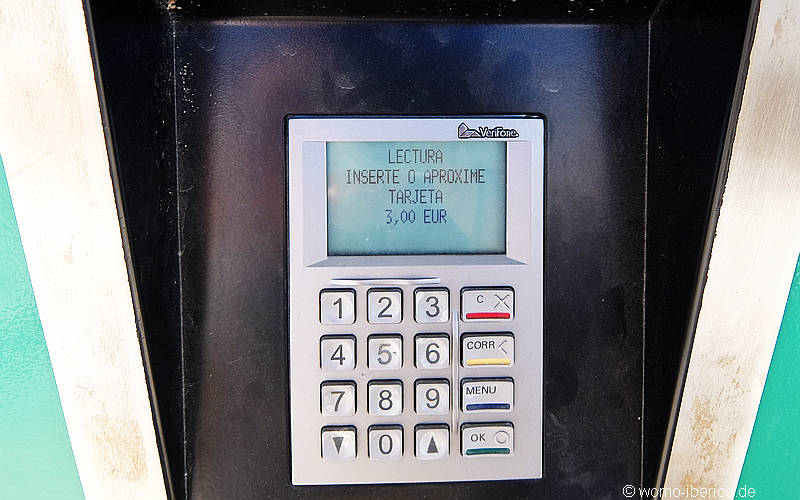 VeriFone
LECTURA
INSERTE O APROXIME
TARJETA
3,00 EUR
1 2 3 C
4 5 6 CORR
7 8 9 MENU
0 OK
© womo-iberico.de